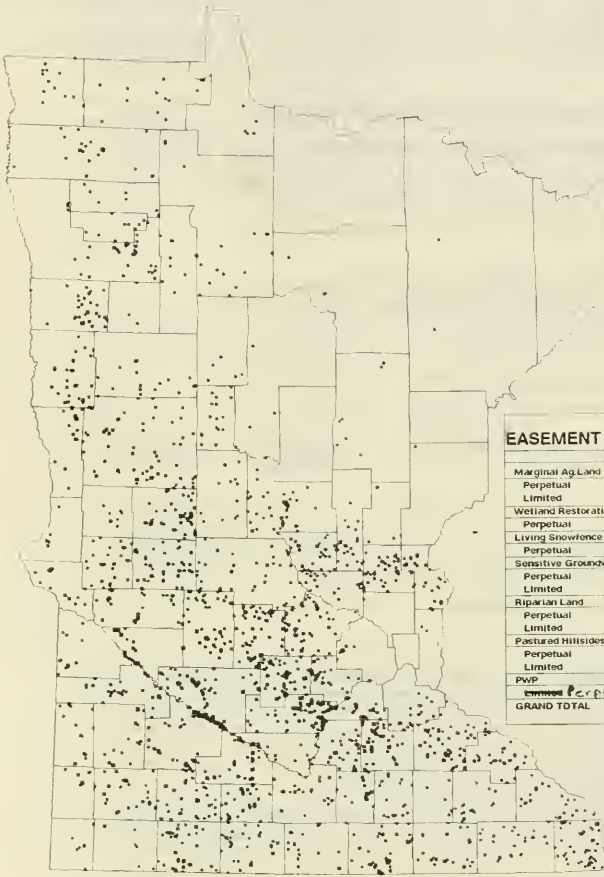 EASEMENT
Marginal Ag.Land
Perpetual
Limited
Wetland Restorati
Perpetual
Living Snowfence
Perpetual
Sensitive Groundw
Perpetual
Limited
Riparian Land
Perpetual
Limited
Pastured Hillsides
Perpetual
Limited
PWP
GRAND TOTAL